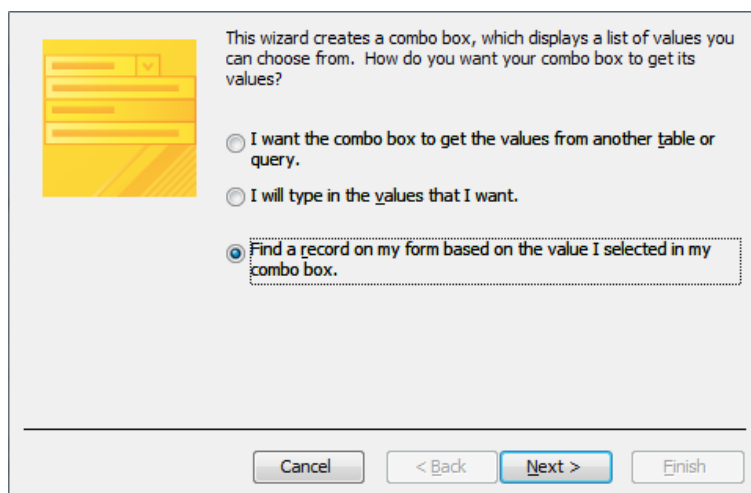 This wizard creates a combo box, which displays a list of values you
can choose from.  How do you want your combo box to get its
values?
I want the combo box to get the values from another table or
query.
I will type in the values that I want.
Find a record on my form based on the value I selected in my
combo box.
Cancel
< Back
Next >
Finish